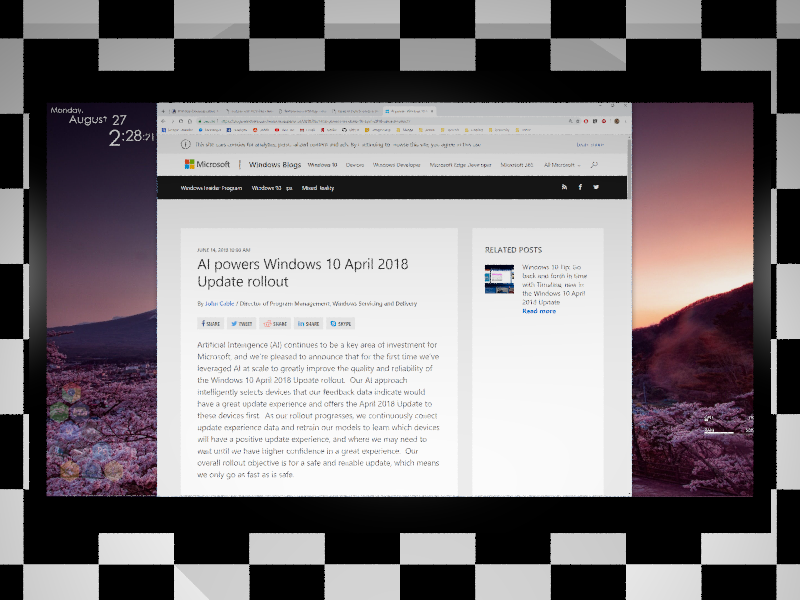 Monday,
August 27
2:28:21
This site uses cookies for analytics, personalized content and ads. By continuing to browse this site, you agree to this use.
Learn more
Microsoft | Windows Blogs Windows 10 Devices Windows Developer Microsoft Edge Developer Microsoft 365 All Microsoft
Windows Insider Program Windows 10 Tips Mixed Reality
JUNE 14, 2018 10:00 AM
AI powers Windows 10 April 2018
Update rollout
By John Cable / Director of Program Management, Windows Servicing and Delivery
SHARE TWEET SHARE SHARE SKYPE
Artificial Intelligence (AI) continues to be a key area of investment for
Microsoft, and we're pleased to announce that for the first time we've
leveraged AI at scale to greatly improve the quality and reliability of
the Windows 10 April 2018 Update rollout. Our AI approach
intelligently selects devices that our feedback data indicate would
have a great update experience and offers the April 2018 Update to
these devices first. As our rollout progresses, we continuously collect
update experience data and retrain our models to learn which devices
will have a positive update experience, and where we may need to
wait until we have higher confidence in a great experience. Our
overall rollout objective is for a safe and reliable update, which means
we only go as fast as is safe.
RELATED POSTS
Windows 10 Tip: Go
back and forth in time
with Timeline, new in
the Windows 10 April
2018 Update
Read more